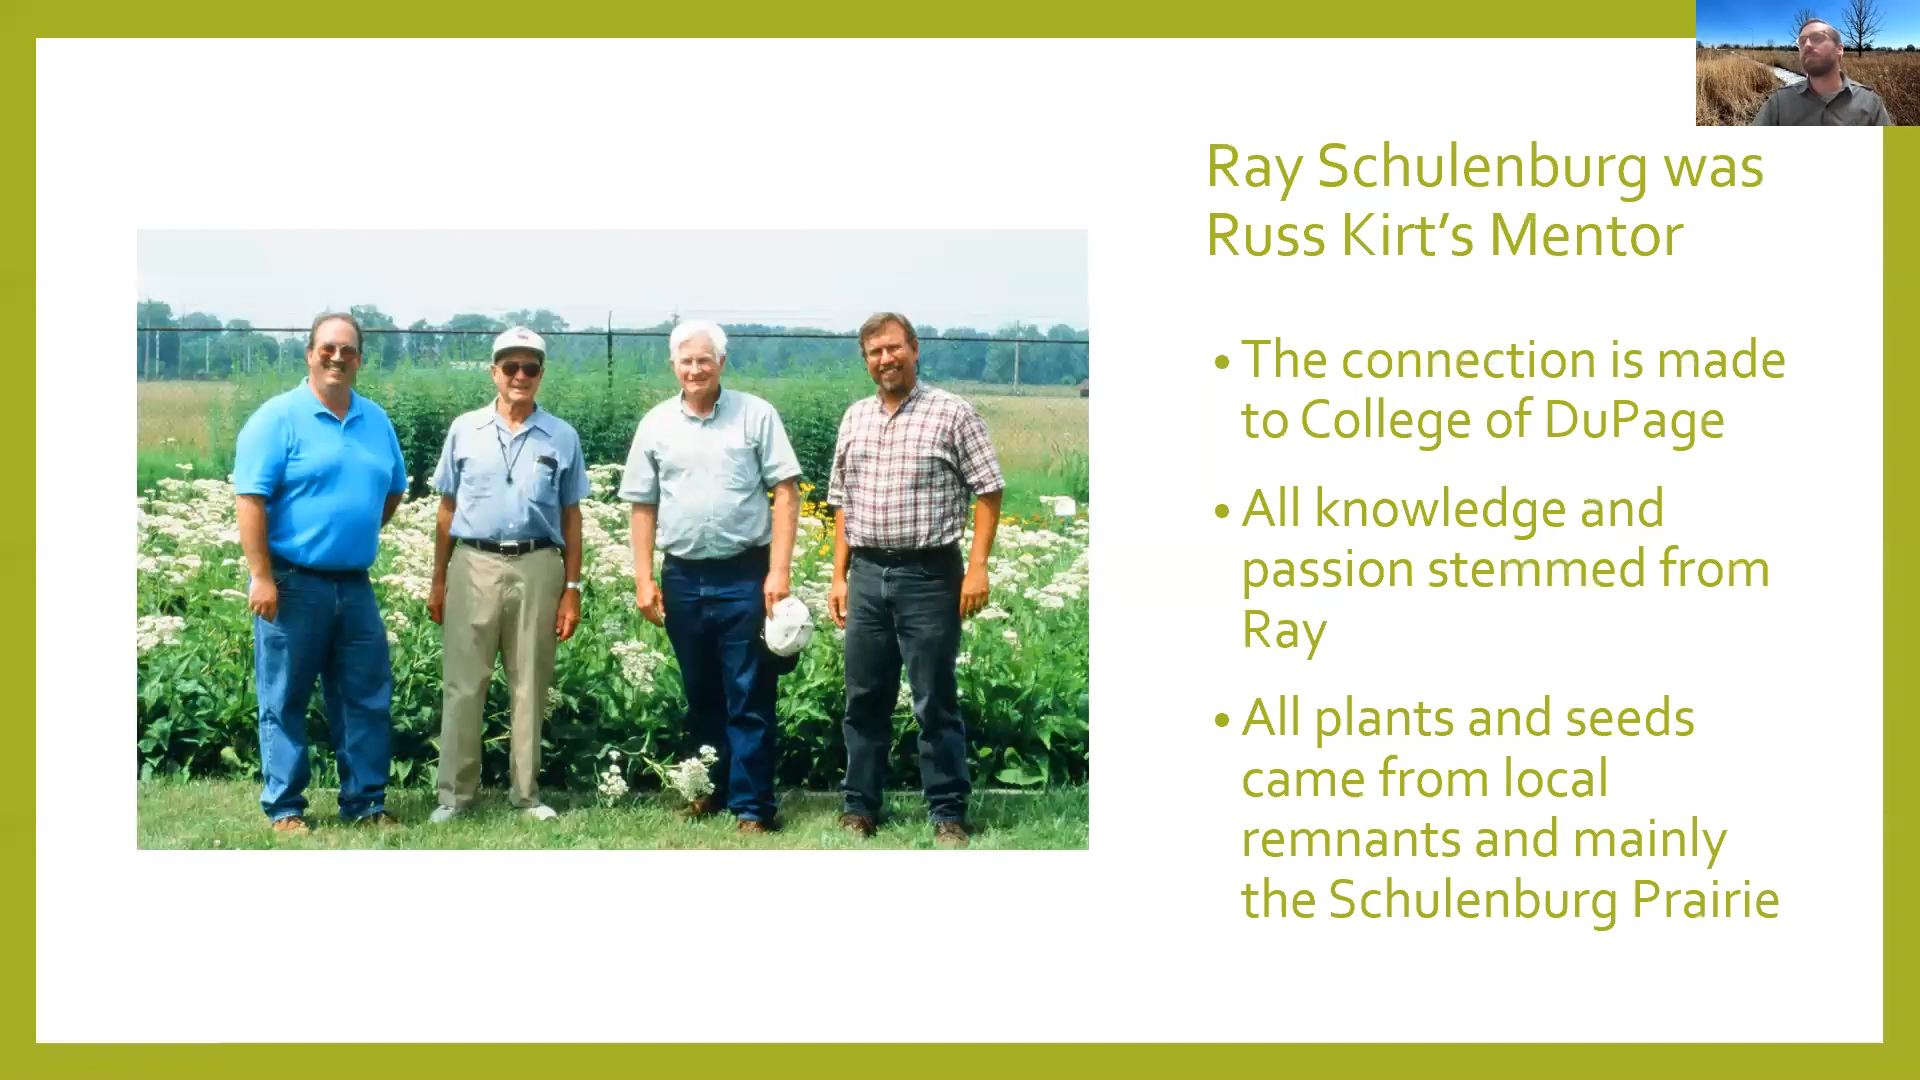 Ray Schulenburg was
Russ Kirt’s Mentor
• The connection is made
to College of DuPage
• All knowledge and
passion stemmed from
Ray
• All plants and seeds
came from local
remnants and mainly
the Schulenburg Prairie